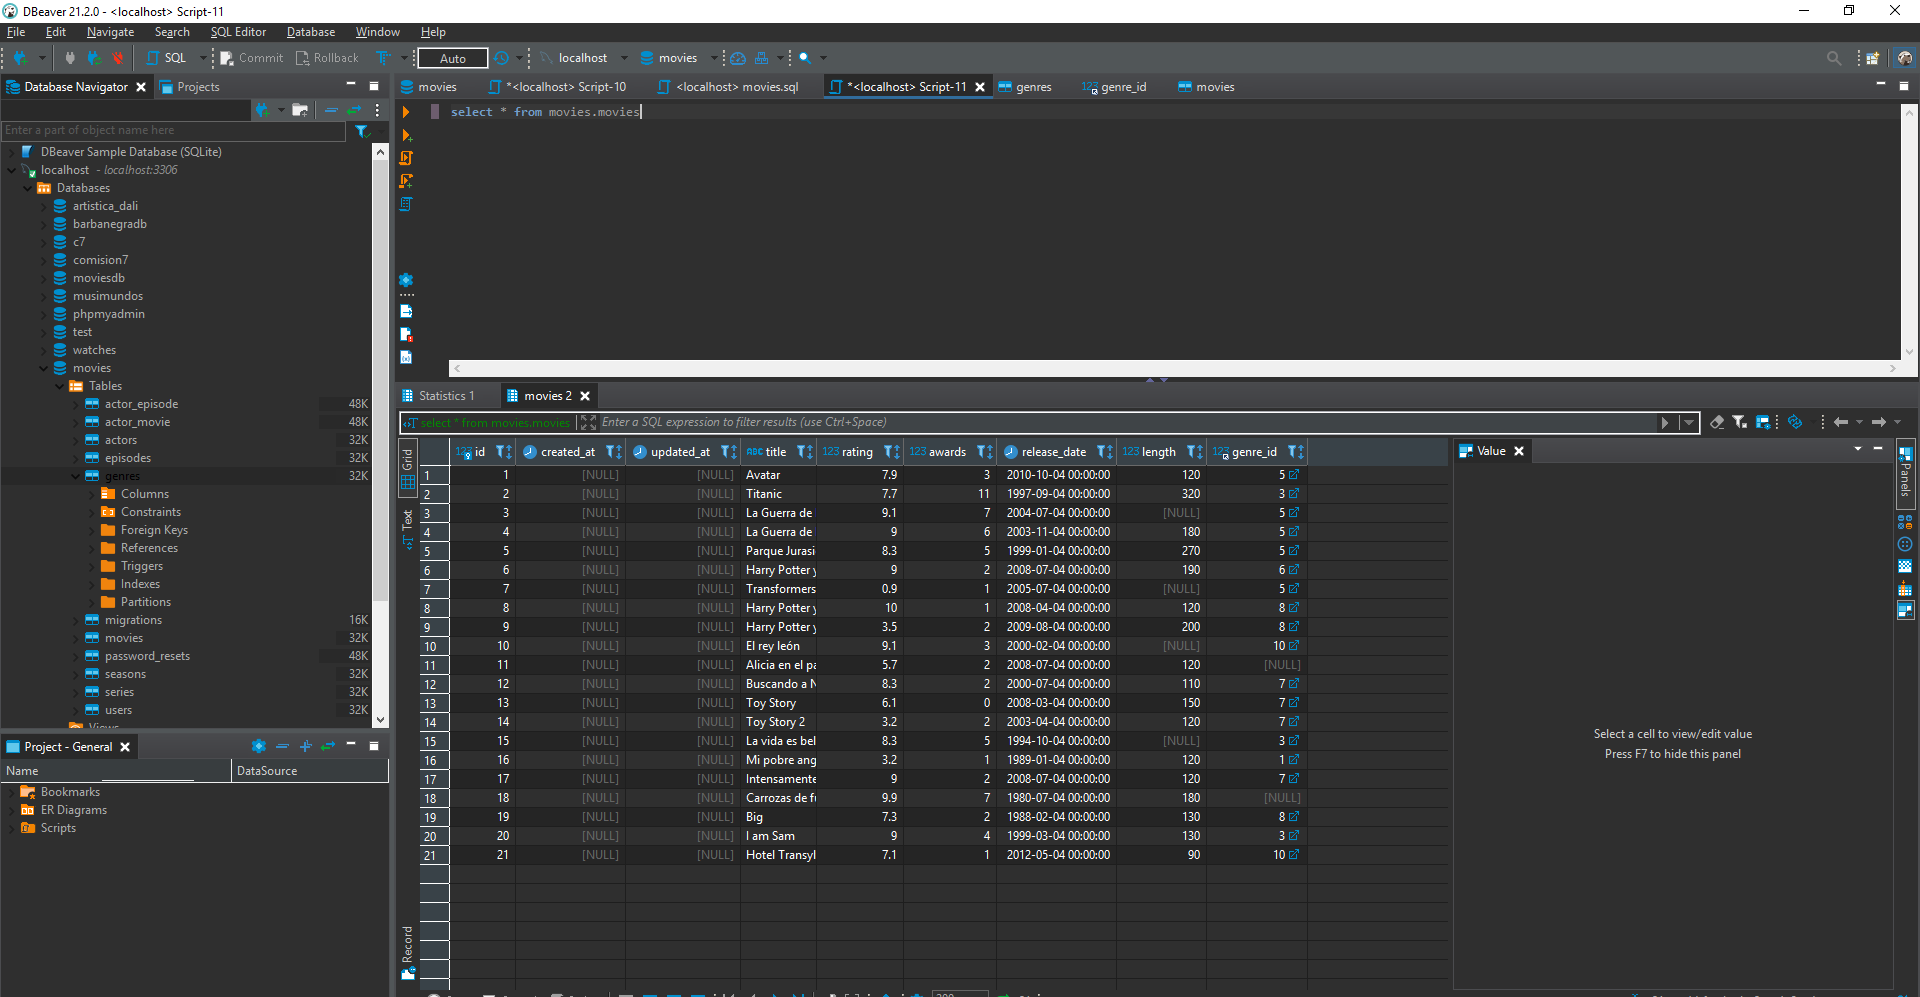 DBeaver 21.2.0 - <localhost> Script-11
File Edit Navigate Search SQL Editor Database Window Help
SQL Commit Rollback Auto localhost movies
Database Navigator Projects
Enter a part of object name here
DBeaver Sample Database (SQLite)
localhost - localhost:3306
Databases
artistica_dali
barbanegradb
c7
comision7
moviesdb
musimundos
phpmyadmin
test
watches
movies
Tables
actor_episode 48K
actor_movie 48K
actors 32K
episodes 32K
genres 32K
Columns
Constraints
Foreign Keys
References
Triggers
Indexes
Partitions
migrations 16K
movies 32K
password_resets 48K
seasons 32K
series 32K
users 32K
Views
Project - General
Name DataSource
Bookmarks
ER Diagrams
Scripts
movies *<localhost> Script-10 <localhost> movies.sql *<localhost> Script-11 genres genre_id movies
select * from movies.movies
Statistics 1 movies 2
select * from movies.movies Enter a SQL expression to filter results (use Ctrl+Space)
Grid
Text
Record
123 id created_at updated_at ABC title 123 rating 123 awards release_date 123 length 123 genre_id
1 1 [NULL] [NULL] Avatar 7.9 3 2010-10-04 00:00:00 120 5
2 2 [NULL] [NULL] Titanic 7.7 11 1997-09-04 00:00:00 320 3
3 3 [NULL] [NULL] La Guerra de 9.1 7 2004-07-04 00:00:00 [NULL] 5
4 4 [NULL] [NULL] La Guerra de 9 6 2003-11-04 00:00:00 180 5
5 5 [NULL] [NULL] Parque Jurasi 8.3 5 1999-01-04 00:00:00 270 5
6 6 [NULL] [NULL] Harry Potter y 9 2 2008-07-04 00:00:00 190 6
7 7 [NULL] [NULL] Transformers 0.9 1 2005-07-04 00:00:00 [NULL] 5
8 8 [NULL] [NULL] Harry Potter y 10 1 2008-04-04 00:00:00 120 8
9 9 [NULL] [NULL] Harry Potter y 3.5 2 2009-08-04 00:00:00 200 8
10 10 [NULL] [NULL] El rey león 9.1 3 2000-02-04 00:00:00 [NULL] 10
11 11 [NULL] [NULL] Alicia en el pa 5.7 2 2008-07-04 00:00:00 120 [NULL]
12 12 [NULL] [NULL] Buscando a N 8.3 2 2000-07-04 00:00:00 110 7
13 13 [NULL] [NULL] Toy Story 6.1 0 2008-03-04 00:00:00 150 7
14 14 [NULL] [NULL] Toy Story 2 3.2 2 2003-04-04 00:00:00 120 7
15 15 [NULL] [NULL] La vida es bel 8.3 5 1994-10-04 00:00:00 [NULL] 3
16 16 [NULL] [NULL] Mi pobre ang 3.2 1 1989-01-04 00:00:00 120 1
17 17 [NULL] [NULL] Intensamente 9 2 2008-07-04 00:00:00 120 7
18 18 [NULL] [NULL] Carrozas de fu 9.9 7 1980-07-04 00:00:00 180 [NULL]
19 19 [NULL] [NULL] Big 7.3 2 1988-02-04 00:00:00 130 8
20 20 [NULL] [NULL] I am Sam 9 4 1999-03-04 00:00:00 130 3
21 21 [NULL] [NULL] Hotel Transyl 7.1 1 2012-05-04 00:00:00 90 10
Value
Select a cell to view/edit value
Press F7 to hide this panel
Panels